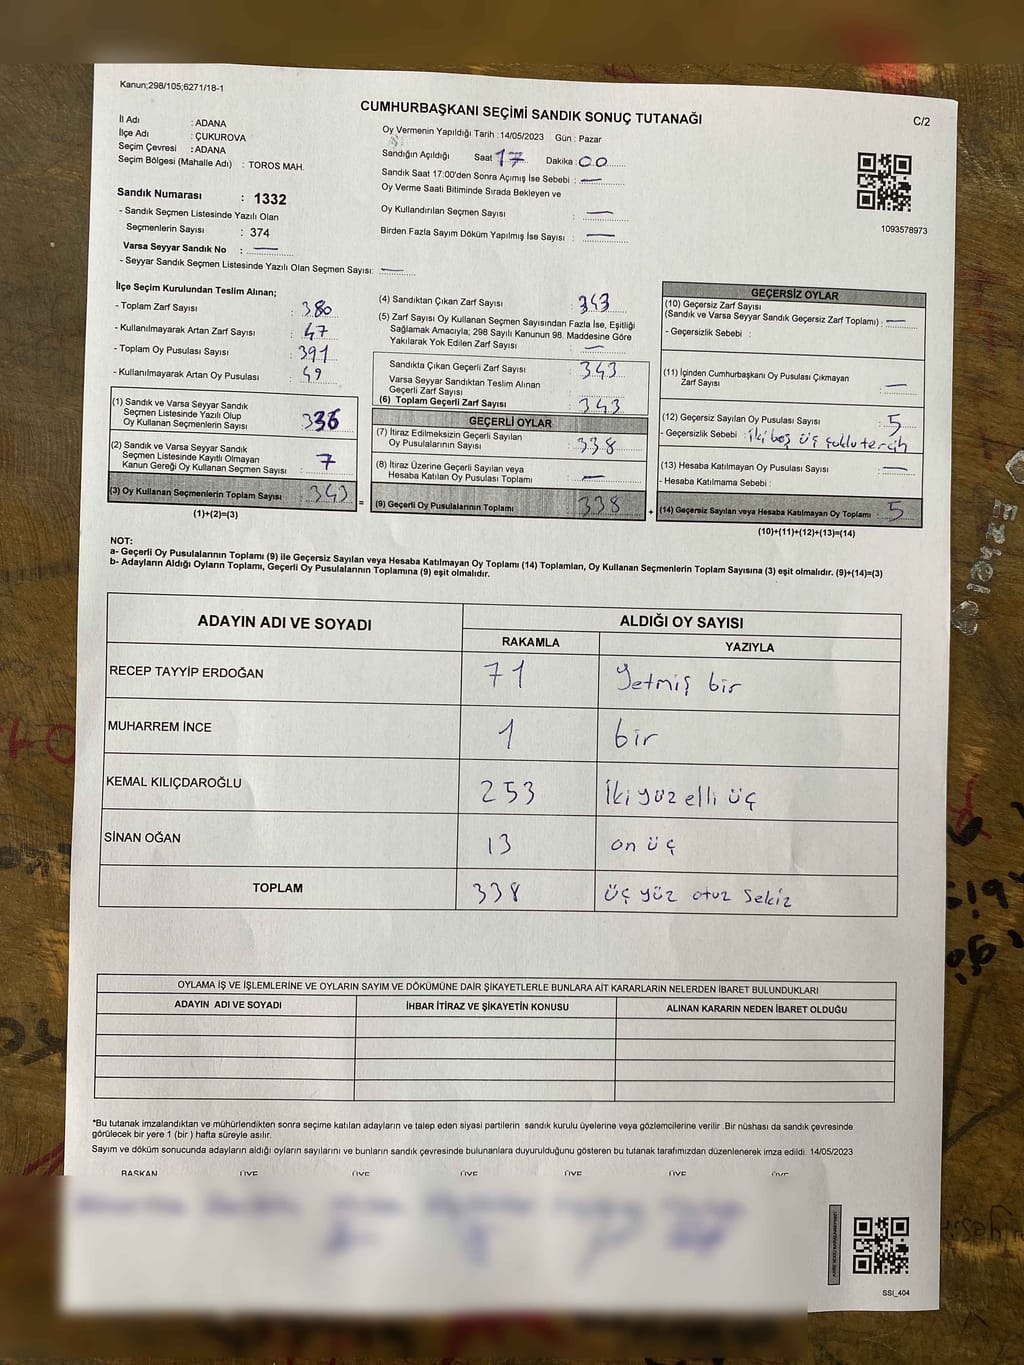 Kanun;298/105;6271/18-1
CUMHURBAŞKANI SEÇİMİ SANDIK SONUÇ TUTANAĞI
C/2
İl Adı : ADANA
İlçe Adı : ÇUKUROVA
Seçim Çevresi : ADANA
Seçim Bölgesi (Mahalle Adı) : TOROS MAH.
Sandık Numarası : 1332
- Sandık Seçmen Listesinde Yazılı Olan
Seçmenlerin Sayısı : 374
Varsa Seyyar Sandık No : —
- Seyyar Sandık Seçmen Listesinde Yazılı Olan Seçmen Sayısı: —
Oy Vermenin Yapıldığı Tarih :14/05/2023 Gün : Pazar
Sandığın Açıldığı Saat 17 Dakika 00
Sandık Saat 17:00'den Sonra Açımış İse Sebebi : —
Oy Verme Saati Bitiminde Sırada Bekleyen ve
Oy Kullandırılan Seçmen Sayısı : —
Birden Fazla Sayım Döküm Yapılmış İse Sayısı : —
1093578973
İlçe Seçim Kurulundan Teslim Alınan;
- Toplam Zarf Sayısı : 380
- Kullanılmayarak Artan Zarf Sayısı : 47
- Toplam Oy Pusulası Sayısı : 391
- Kullanılmayarak Artan Oy Pusulası : 49
(1) Sandık ve Varsa Seyyar Sandık
Seçmen Listesinde Yazılı Olup
Oy Kullanan Seçmenlerin Sayısı : 336
(2) Sandık ve Varsa Seyyar Sandık
Seçmen Listesinde Kayıtlı Olmayan
Kanun Gereği Oy Kullanan Seçmen Sayısı : 7
(3) Oy Kullanan Seçmenlerin Toplam Sayısı : 343
(1)+(2)=(3)
(4) Sandıktan Çıkan Zarf Sayısı : 343
(5) Zarf Sayısı Oy Kullanan Seçmen Sayısından Fazla İse, Eşitliği
Sağlamak Amacıyla; 298 Sayılı Kanunun 98. Maddesine Göre
Yakılarak Yok Edilen Zarf Sayısı : —
Sandıkta Çıkan Geçerli Zarf Sayısı : 343
Varsa Seyyar Sandıktan Teslim Alınan
Geçerli Zarf Sayısı :
(6) Toplam Geçerli Zarf Sayısı : 343
GEÇERLİ OYLAR
(7) İtiraz Edilmeksizin Geçerli Sayılan
Oy Pusulalarının Sayısı : 338
(8) İtiraz Üzerine Geçerli Sayılan veya
Hesaba Katılan Oy Pusulası Toplamı : —
= (9) Geçerli Oy Pusulalarının Toplamı : 338 +
GEÇERSİZ OYLAR
(10) Geçersiz Zarf Sayısı
(Sandık ve Varsa Seyyar Sandık Geçersiz Zarf Toplamı) : —
- Geçersizlik Sebebi :
(11) İçinden Cumhurbaşkanı Oy Pusulası Çıkmayan
Zarf Sayısı : —
(12) Geçersiz Sayılan Oy Pusulası Sayısı : 5
- Geçersizlik Sebebi : iki boş üç çoklu tercih
(13) Hesaba Katılmayan Oy Pusulası Sayısı : —
- Hesaba Katılmama Sebebi :
(14) Geçersiz Sayılan veya Hesaba Katılmayan Oy Toplamı : 5
(10)+(11)+(12)+(13)=(14)
NOT:
a- Geçerli Oy Pusulalarının Toplamı (9) ile Geçersiz Sayılan veya Hesaba Katılmayan Oy Toplamı (14) Toplamları, Oy Kullanan Seçmenlerin Toplam Sayısına (3) eşit olmalıdır. (9)+(14)=(3)
b- Adayların Aldığı Oyların Toplamı, Geçerli Oy Pusulalarının Toplamına (9) eşit olmalıdır.
ADAYIN ADI VE SOYADI
ALDIĞI OY SAYISI
RAKAMLA YAZIYLA
RECEP TAYYİP ERDOĞAN 71 Yetmiş bir
MUHARREM İNCE 1 bir
KEMAL KILIÇDAROĞLU 253 İki yüz elli üç
SİNAN OĞAN 13 on üç
TOPLAM 338 üç yüz otuz sekiz
OYLAMA İŞ VE İŞLEMLERİNE VE OYLARIN SAYIM VE DÖKÜMÜNE DAİR ŞİKAYETLERLE BUNLARA AİT KARARLARIN NELERDEN İBARET BULUNDUKLARI
ADAYIN ADI VE SOYADI İHBAR İTİRAZ VE ŞİKAYETİN KONUSU ALINAN KARARIN NEDEN İBARET OLDUĞU
*Bu tutanak imzalandıktan ve mühürlendikten sonra seçime katılan adayların ve talep eden siyasi partilerin sandık kurulu üyelerine veya gözlemcilerine verilir .Bir nüshası da sandık çevresinde
görülecek bir yere 1 (bir ) hafta süreyle asılır.
Sayım ve döküm sonucunda adayların aldığı oyların sayılarını ve bunların sandık çevresinde bulunanlara duyurulduğunu gösteren bu tutanak tarafımızdan düzenlenerek imza edildi. 14/05/2023
BAŞKAN ÜYE ÜYE ÜYE ÜYE ÜYE ÜYE
SSI_404